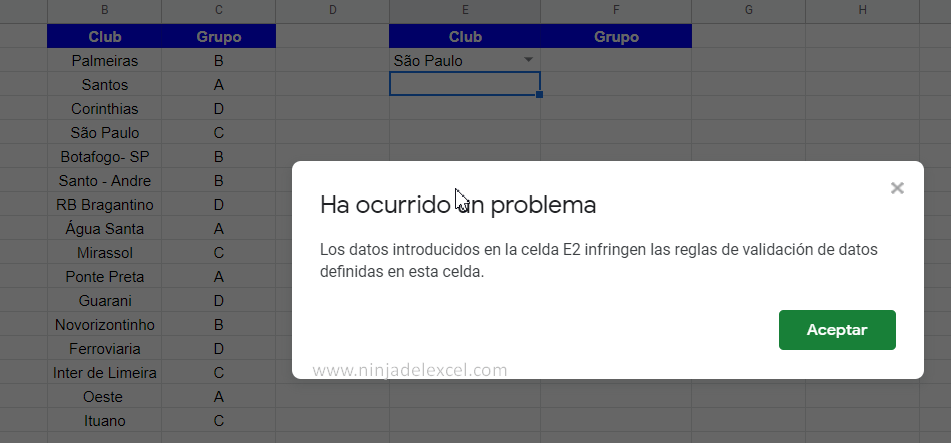 B C D E F G H
Club Grupo Club Grupo
Palmeiras B São Paulo
Santos A
Corinthias D
São Paulo C
Botafogo- SP B
Santo - Andre B
RB Bragantino D
Água Santa A
Mirassol C
Ponte Preta A
Guarani D
Novorizontinho B
Ferroviaria D
Inter de Limeira C
Oeste A
Ituano C
Ha ocurrido un problema
Los datos introducidos en la celda E2 infringen las reglas de validación de datos
definidas en esta celda.
Aceptar
www.ninjadelexcel.com